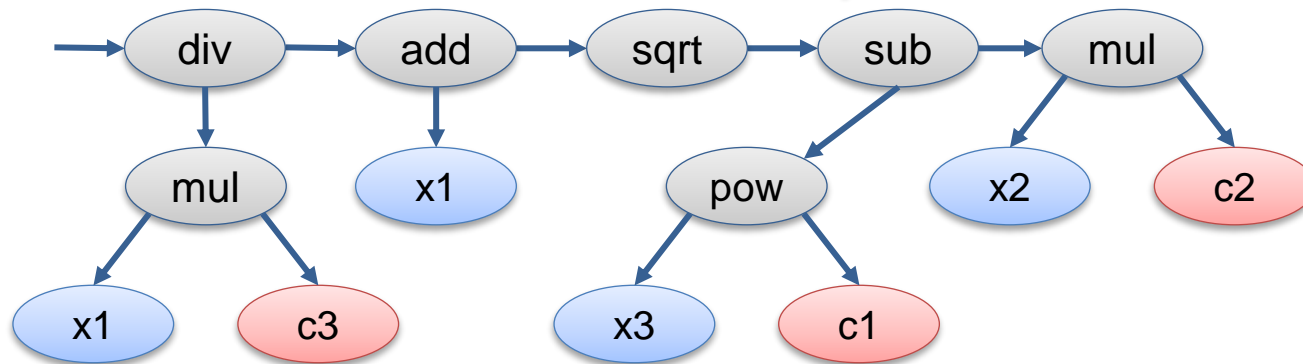 div add sqrt sub mul
mul x1 pow x2 c2
x1 c3 x3 c1